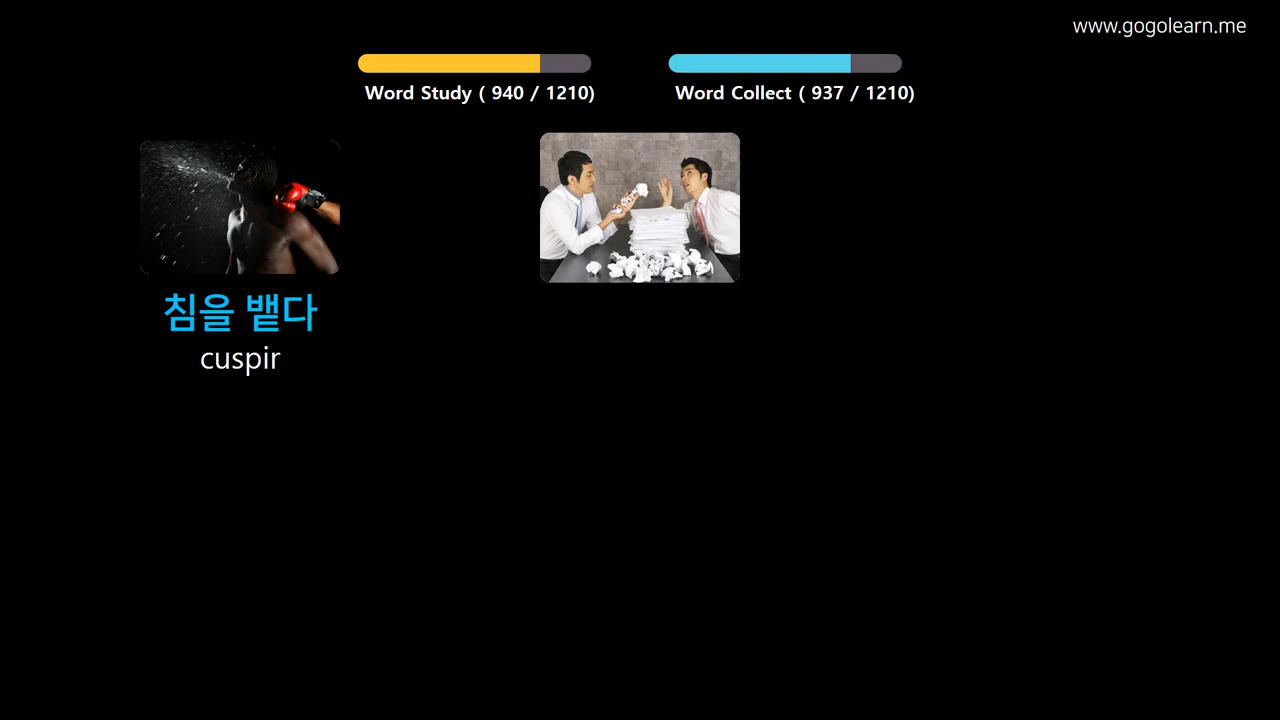 www.gogolearn.me
Word Study ( 940 / 1210)
Word Collect ( 937 / 1210)
침을 뱉다
cuspir